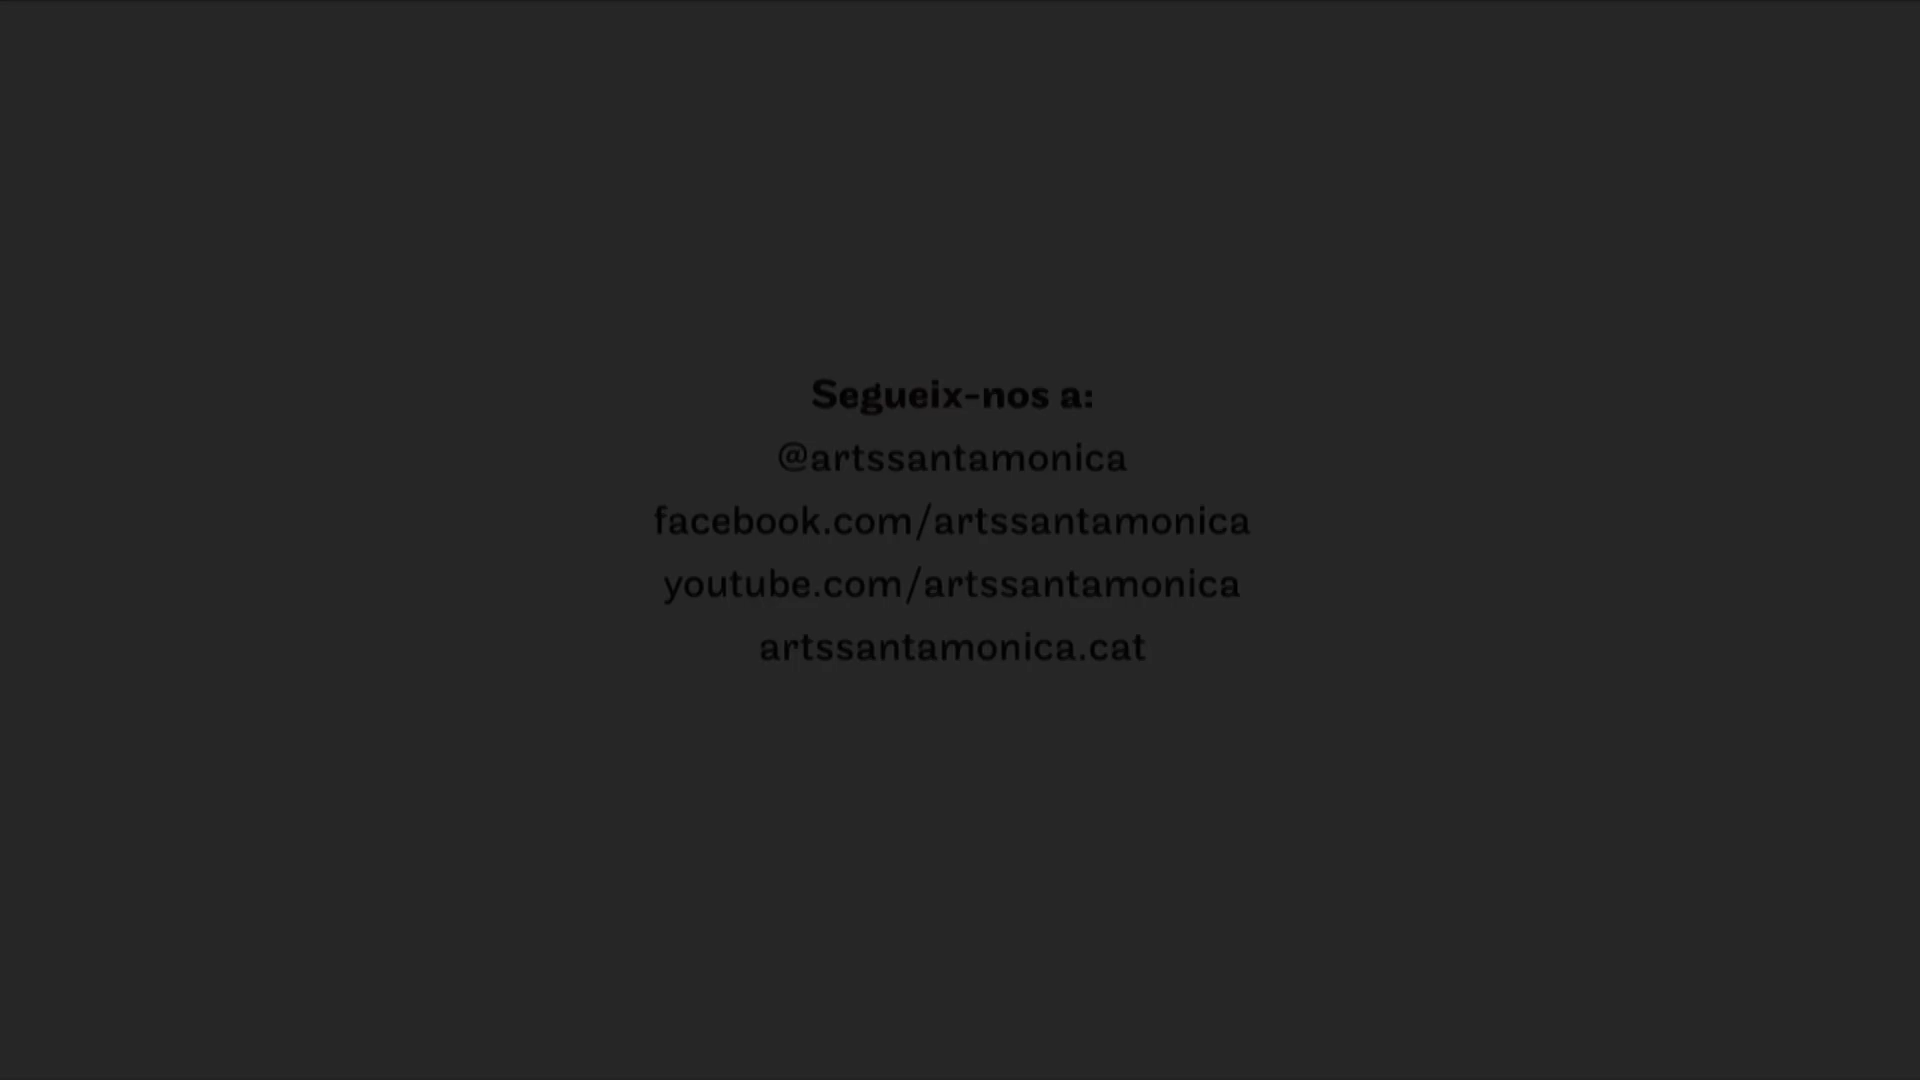 Segueix-nos a:
@artssantamonica
facebook.com/artssantamonica
youtube.com/artssantamonica
artssantamonica.cat